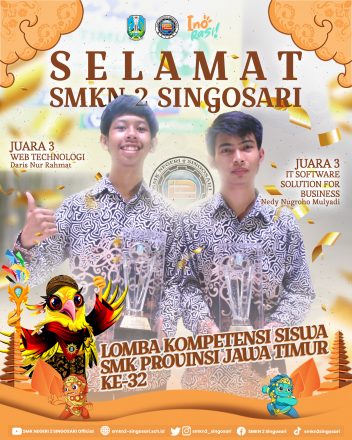 Ino
RASI!
SELAMAT
SMKN 2 SINGOSARI
JUARA 3
WEB TECHNOLOGI
Daris Nur Rahmat
JUARA 3
IT SOFTWARE
SOLUTION FOR
BUSINESS
Nedy Nugroho Mulyadi
LOMBA KOMPETENSI SISWA
SMK PROVINSI JAWA TIMUR
KE-32
SMK NEGERI 2 SINGOSARI Official
smkn2-singosari.sch.id
smkn2_singosari
SMKN 2 Singosari
smkn2singosari